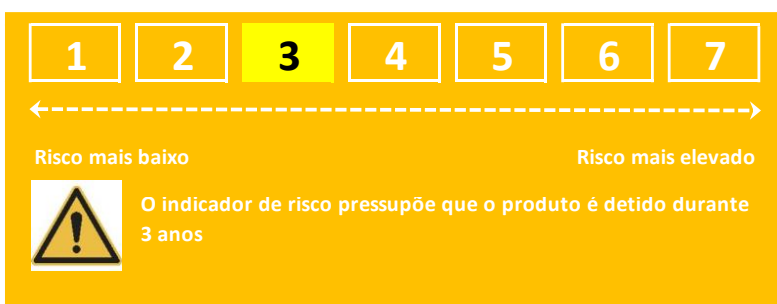 1 2 3 4 5 6 7
Risco mais baixo Risco mais elevado
O indicador de risco pressupõe que o produto é detido durante
3 anos